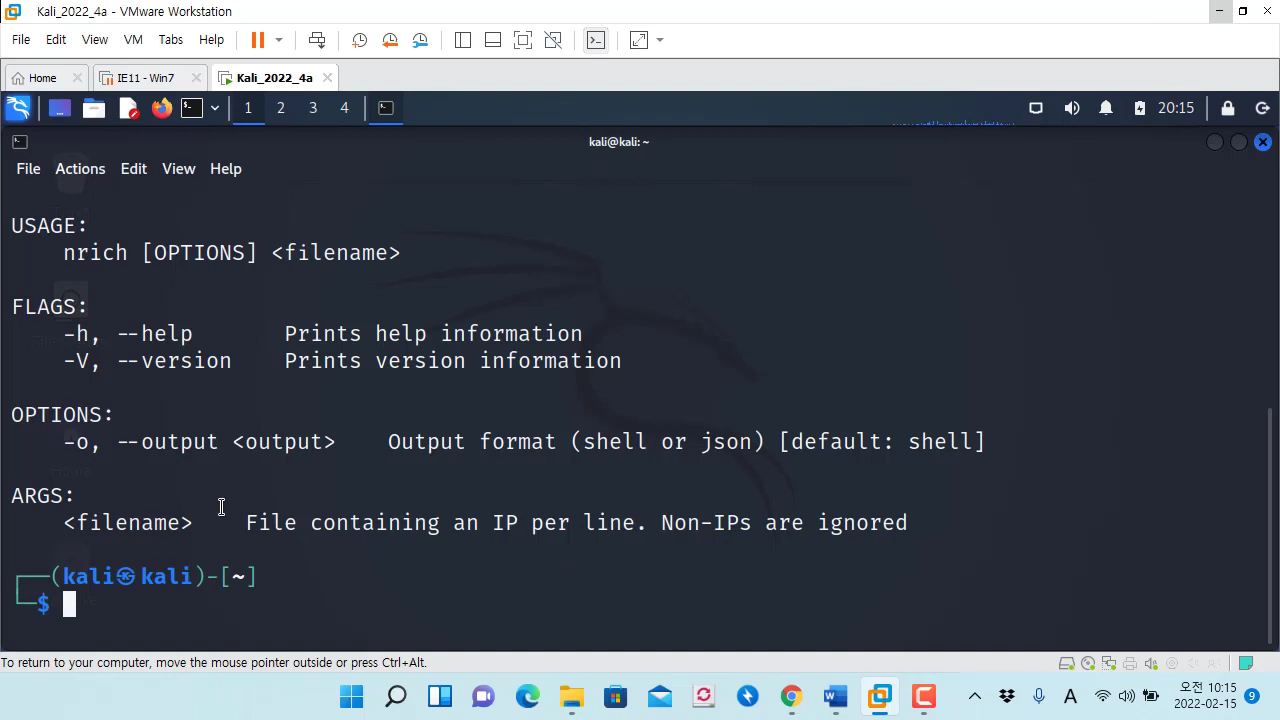 Kali_2022_4a - VMware Workstation
File Edit View VM Tabs Help
Home IE11 - Win7 Kali_2022_4a
1 2 3 4 20:15
kali@kali: ~
File Actions Edit View Help
USAGE:
nrich [OPTIONS] <filename>
FLAGS:
-h, --help Prints help information
-V, --version Prints version information
OPTIONS:
-o, --output <output> Output format (shell or json) [default: shell]
ARGS:
<filename> File containing an IP per line. Non-IPs are ignored
(kali㉿kali)-[~]
$
To return to your computer, move the mouse pointer outside or press Ctrl+Alt.
A 오전 10:15
2022-02-15 9